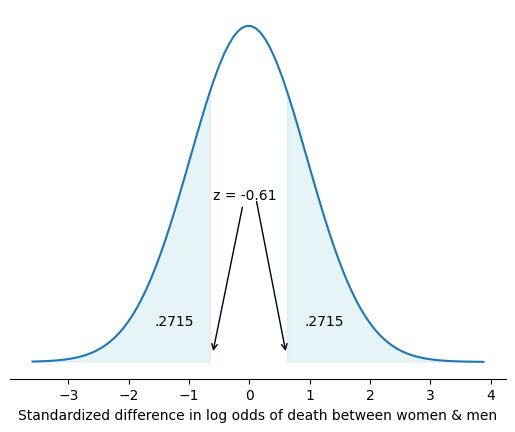 z = -0.61
.2715 .2715
−3 −2 −1 0 1 2 3 4
Standardized difference in log odds of death between women & men